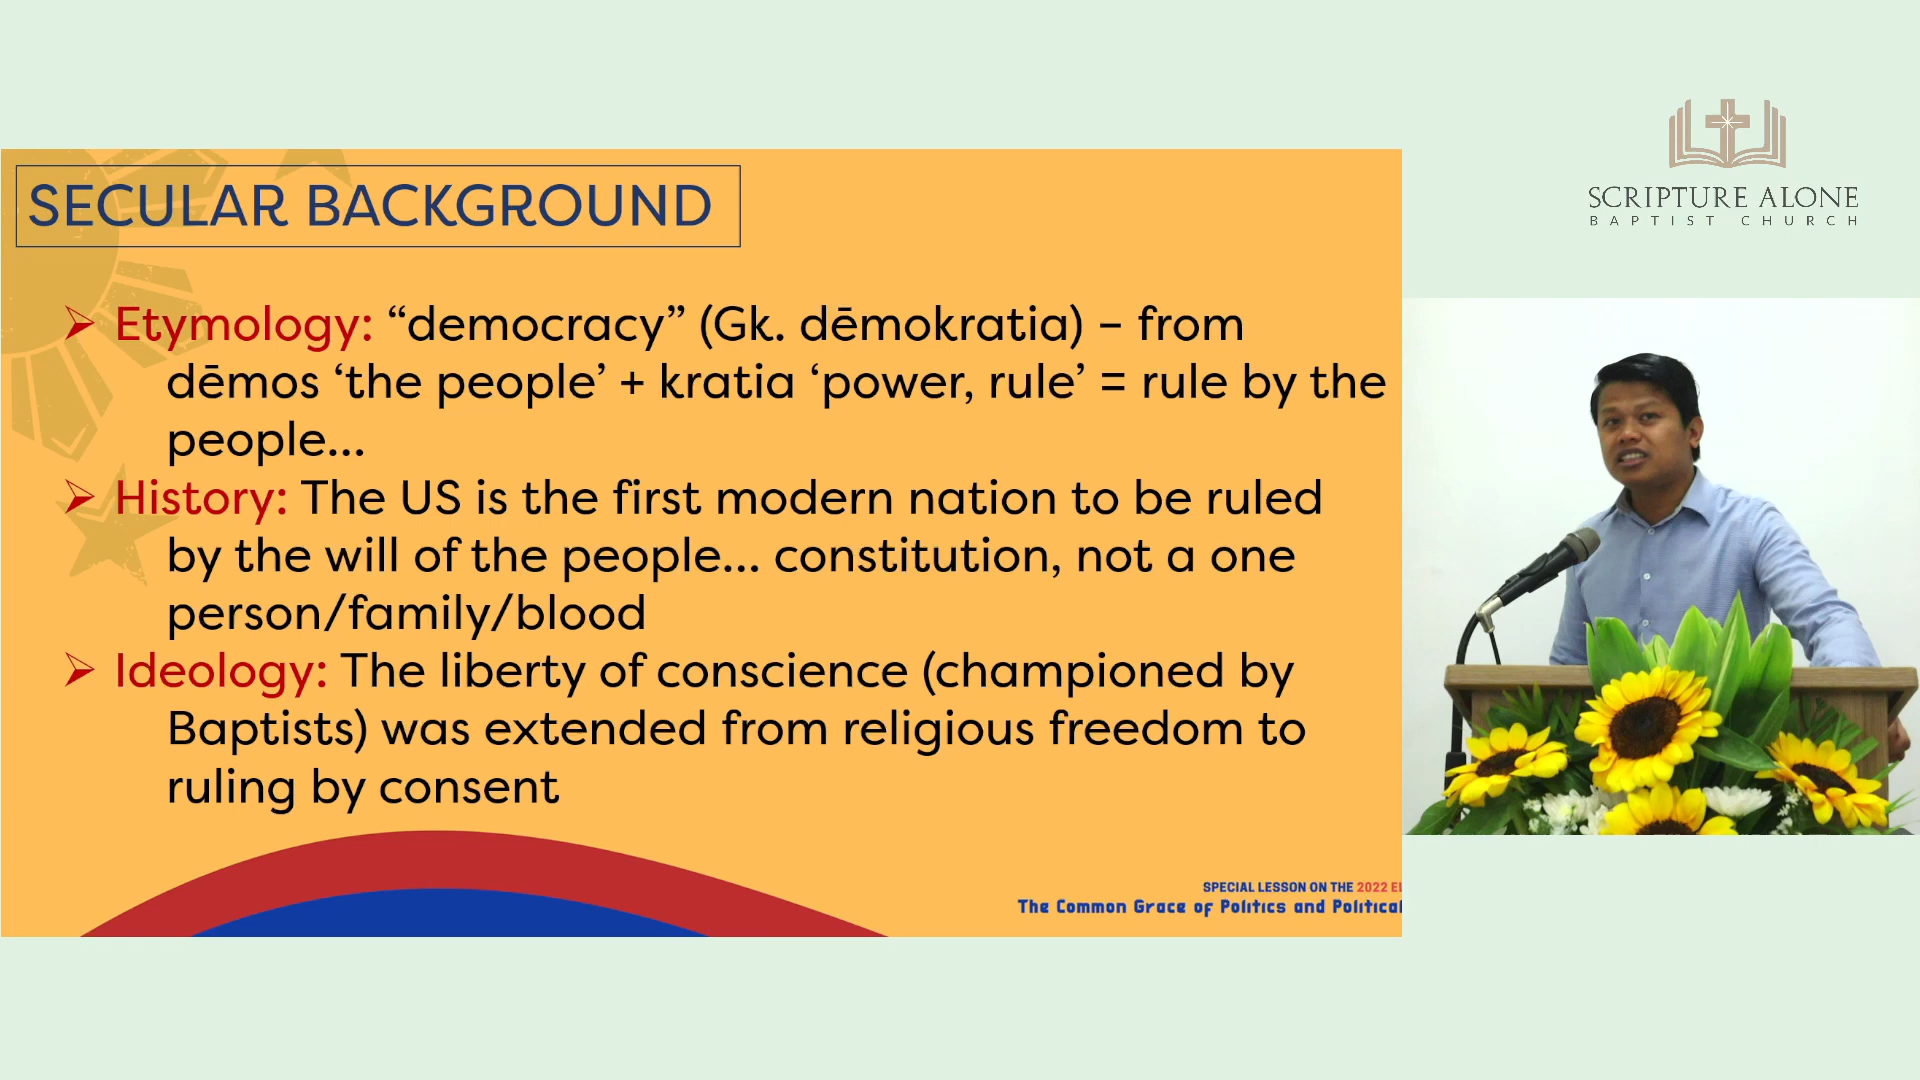 SECULAR BACKGROUND
➢ Etymology: “democracy” (Gk. dēmokratia) – from
dēmos ‘the people’ + kratia ‘power, rule’ = rule by the
people...
➢ History: The US is the first modern nation to be ruled
by the will of the people... constitution, not a one
person/family/blood
➢ Ideology: The liberty of conscience (championed by
Baptists) was extended from religious freedom to
ruling by consent
SPECIAL LESSON ON THE 2022
The Common Grace of Politics and Political
SCRIPTURE ALONE
BAPTIST CHURCH